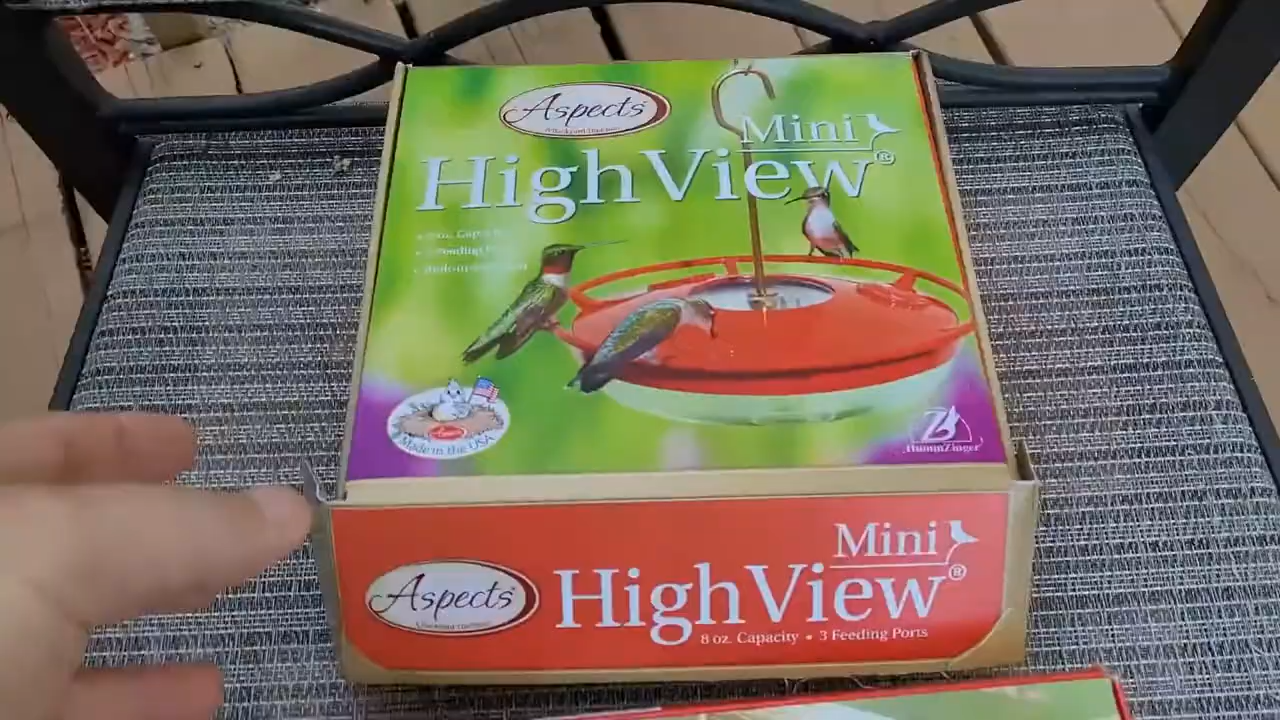 Aspects
Mini
HighView®
Made in the USA
HummZinger
Mini
Aspects
HighView®
8 oz. Capacity • 3 Feeding Ports